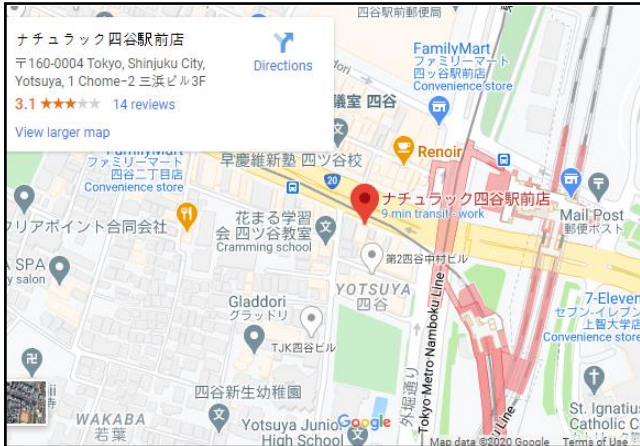 ナチュラック四谷駅前店
〒160-0004 Tokyo, Shinjuku City,
Yotsuya, 1 Chome−2 三浜ビル3F
3.1
14 reviews
View larger map
Directions
四谷駅前郵便局
FamilyMart
ファミリーマート
四ッ谷駅前店
Convenience store
議室 四谷
Renoir
FamilyMart
ファミリーマート
四谷二丁目店
Convenience store
早慶維新塾 四ツ谷校
20
ナチュラック四谷駅前店
9 min transit - work
Mail Post
郵便ポスト
クリアポイント合同会社
花まる学習
会 四ツ谷教室
Cramming school
第2四谷中村ビル
YOTSUYA
四谷
A SPA
y salon
Gladdori
グラッドリ
TJK四谷ビル
7-Eleven
セブン-イレブン
上智大学店
Convenience store
外堀通り
Tokyo Metro Namboku Line
Line
四谷新生幼稚園
WAKABA
若葉
寺
Yotsuya Junior
High School
Google
St. Ignatius
Catholic C
Map data ©2020 Google
Terms of Use